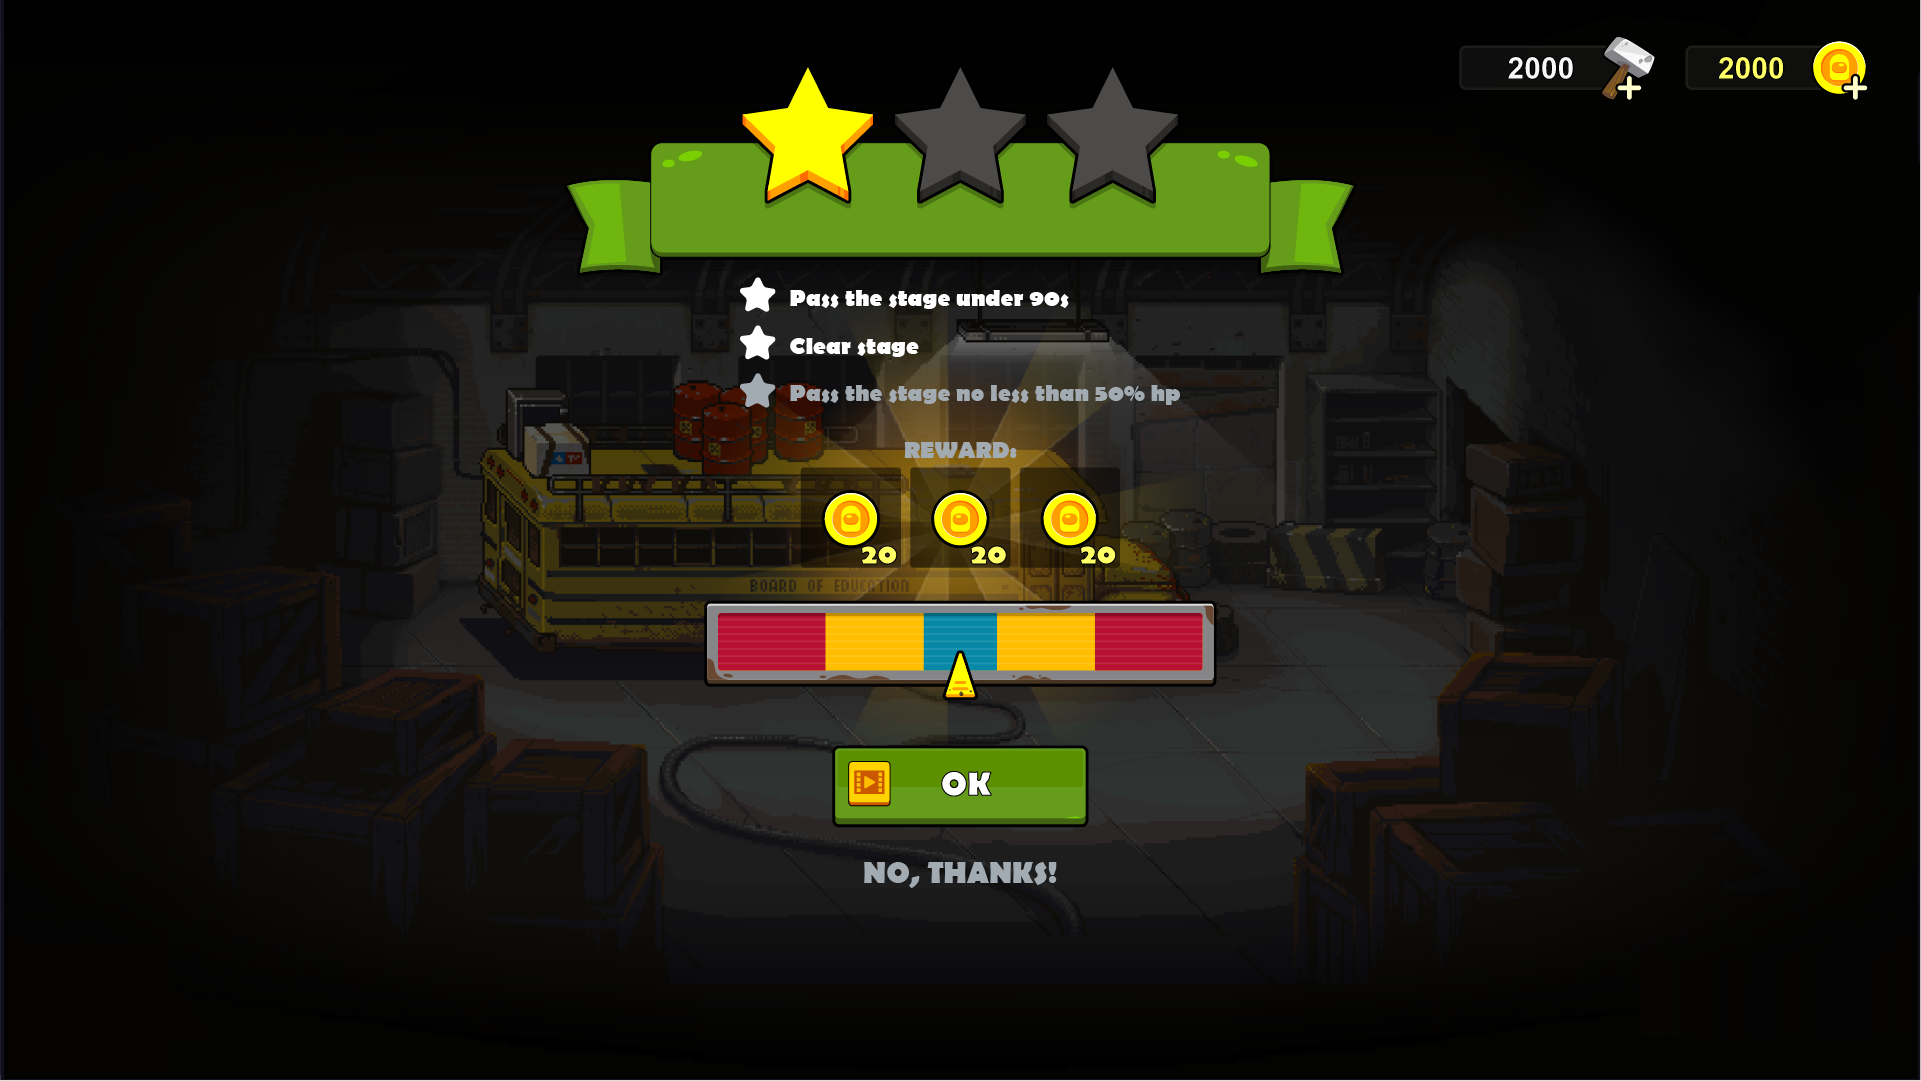 2000
2000
Pass the stage under 90s
Clear stage
Pass the stage no less than 50% hp
REWARD:
20
20
20
BOARD OF EDUCATION
OK
NO, THANKS!